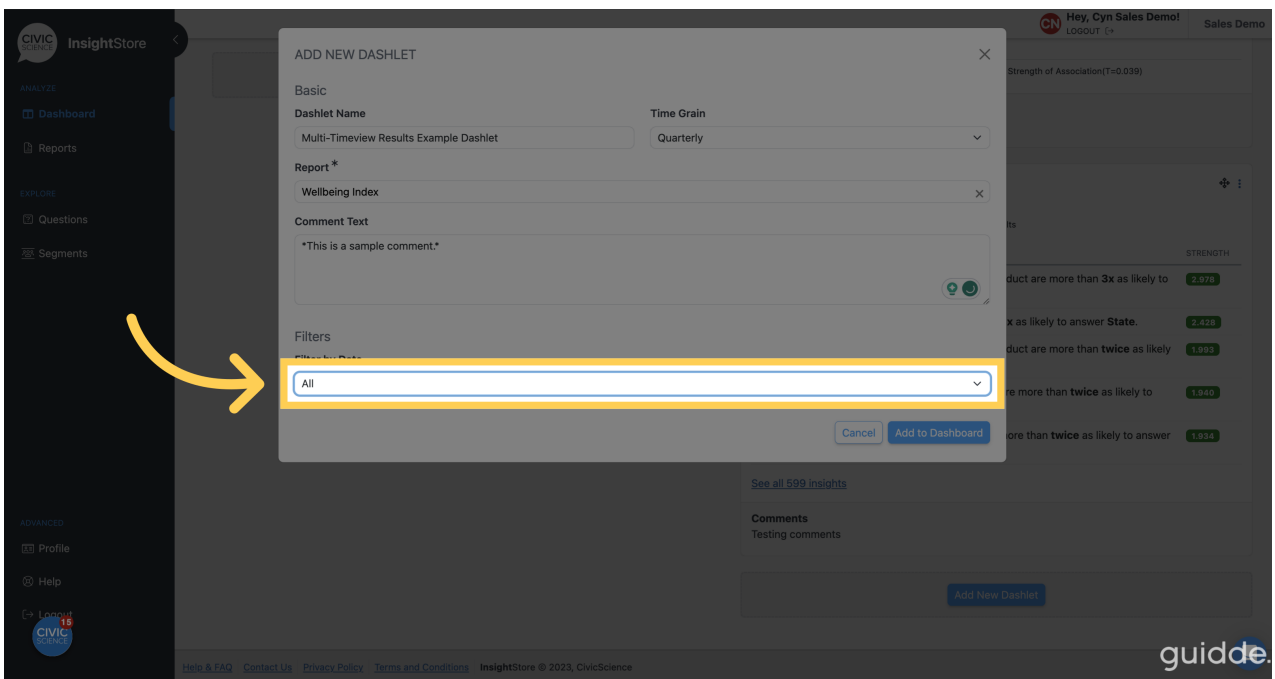 CIVIC
SCIENCE
InsightStore
CN
Hey, Cyn Sales Demo!
LOGOUT
Sales Demo
ANALYZE
Dashboard
Reports
EXPLORE
Questions
Segments
ADVANCED
Profile
Help
Logout
15
CIVIC
SCIENCE
ADD NEW DASHLET
Basic
Dashlet Name
Time Grain
Multi-Timeview Results Example Dashlet
Quarterly
Report *
Wellbeing Index
Comment Text
*This is a sample comment.*
Filters
Filter by Date
All
Cancel
Add to Dashboard
Strength of Association(T=0.039)
STRENGTH
duct are more than 3x as likely to
2.978
x as likely to answer State.
2.428
duct are more than twice as likely
1.993
re more than twice as likely to
1.940
ore than twice as likely to answer
1.934
See all 599 insights
Comments
Testing comments
Add New Dashlet
Help & FAQ Contact Us Privacy Policy Terms and Conditions InsightStore © 2023, CivicScience
guidde.